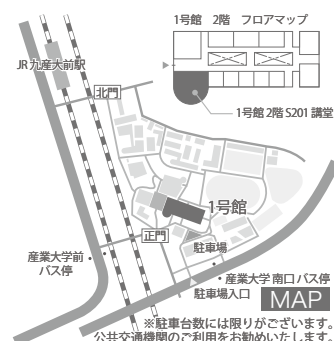 1号館 2階 フロアマップ
JR九産大前駅
北門
1号館2階S201講堂
1号館
正門
駐車場
産業大学前
バス停
産業大学南口バス停
駐車場入口
MAP
※駐車台数には限りがございます。
公共交通機関のご利用をお勧めいたします。